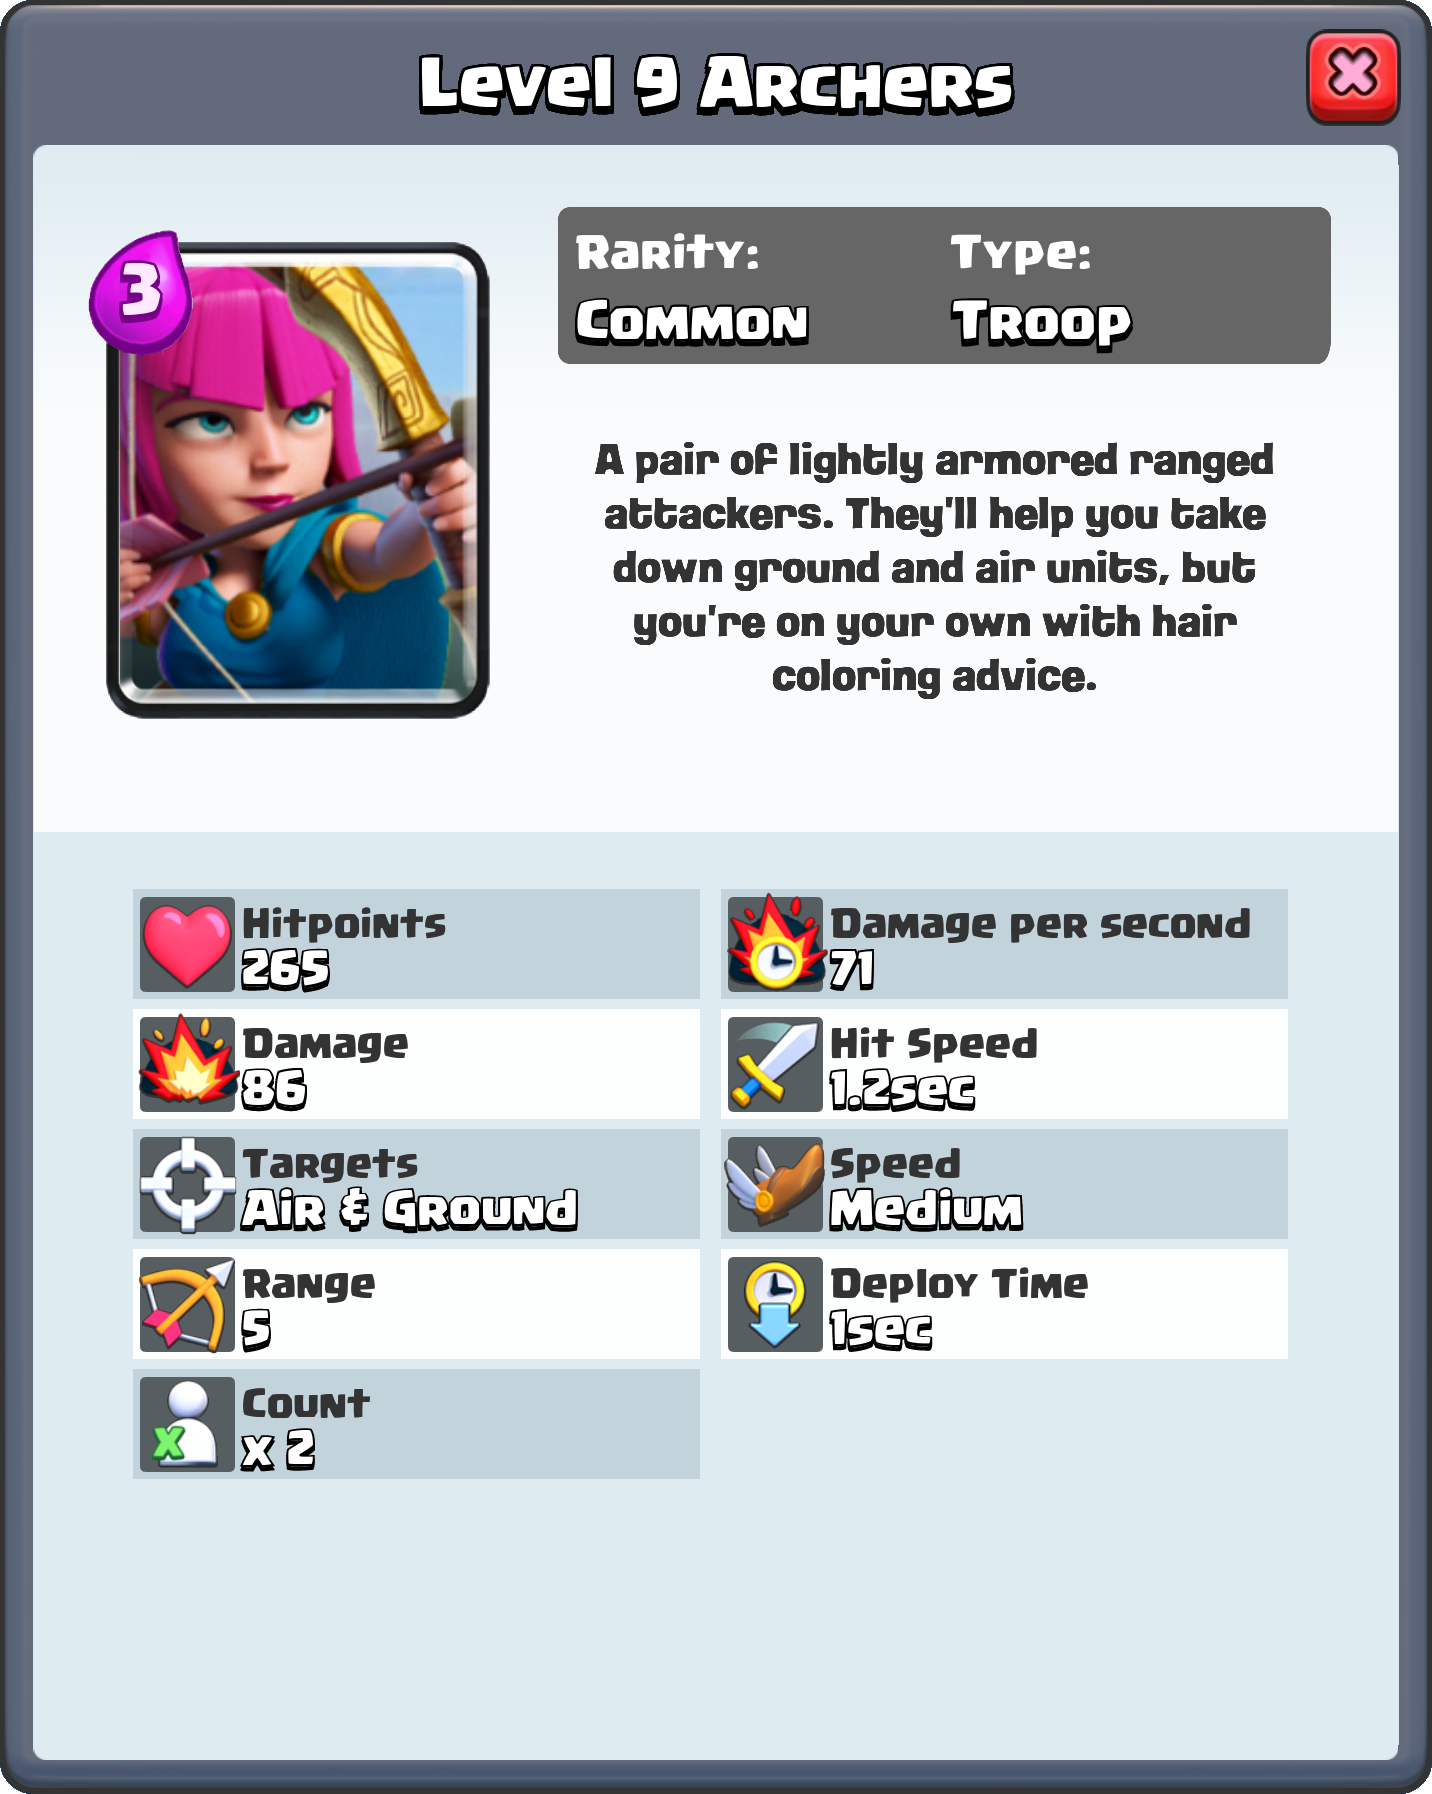 Level 9 Archers
3
Rarity:
Common
Type:
Troop
A pair of lightly armored ranged
attackers. They'll help you take
down ground and air units, but
you're on your own with hair
coloring advice.
Hitpoints
265
Damage per second
71
Damage
86
Hit Speed
1.2sec
Targets
Air & Ground
Speed
Medium
Range
5
Deploy Time
1sec
Count
x 2